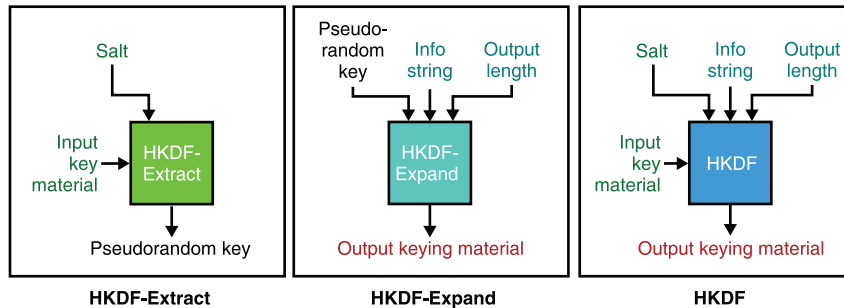 Salt
Input
key
material
HKDF-
Extract
Pseudorandom key
HKDF-Extract
Pseudo-
random
key
Info
string
Output
length
HKDF-
Expand
Output keying material
HKDF-Expand
Salt
Info
string
Output
length
Input
key
material
HKDF
Output keying material
HKDF